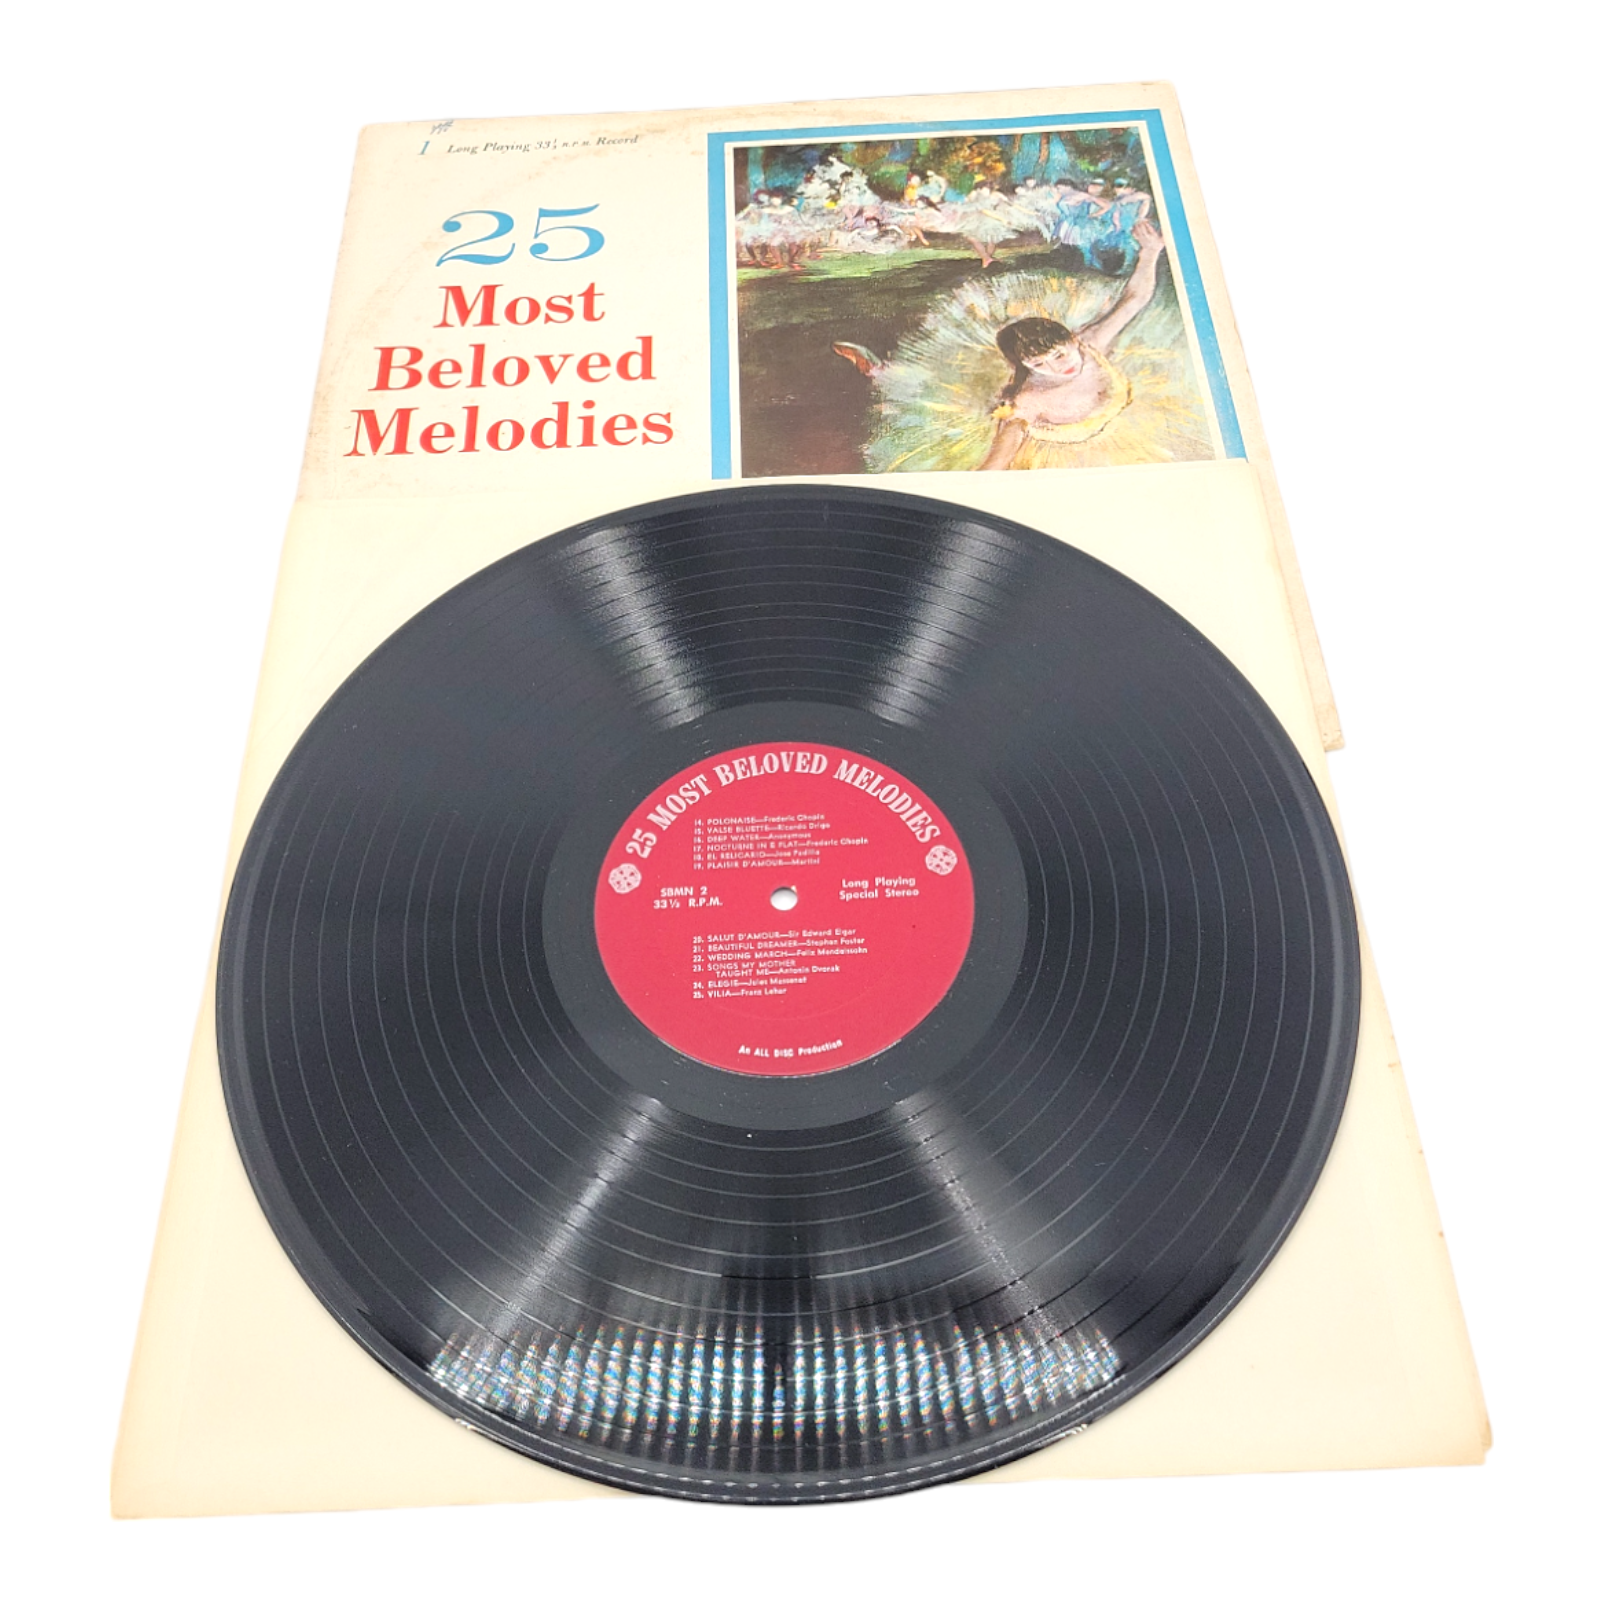 1 Long Playing 33⅓ R.P.M. Record
25
Most
Beloved
Melodies
25 MOST BELOVED MELODIES
14. POLONAISE—Frederic Chopin
15. VALSE BLUETTE—Ricardo Drigo
16. DEEP WATER—Anonymous
17. NOCTURNE IN E FLAT—Frederic Chopin
18. EL RELICARIO—Jose Padilla
19. PLAISIR D'AMOUR—Martini
SBMN 2
33⅓ R.P.M.
Long Playing
Special Stereo
20. SALUT D'AMOUR—Sir Edward Elgar
21. BEAUTIFUL DREAMER—Stephen Foster
22. WEDDING MARCH—Felix Mendelssohn
23. SONGS MY MOTHER
TAUGHT ME—Antonin Dvorak
24. ELEGIE—Jules Massenet
25. VILIA—Franz Lehar
An ALL DISC Production